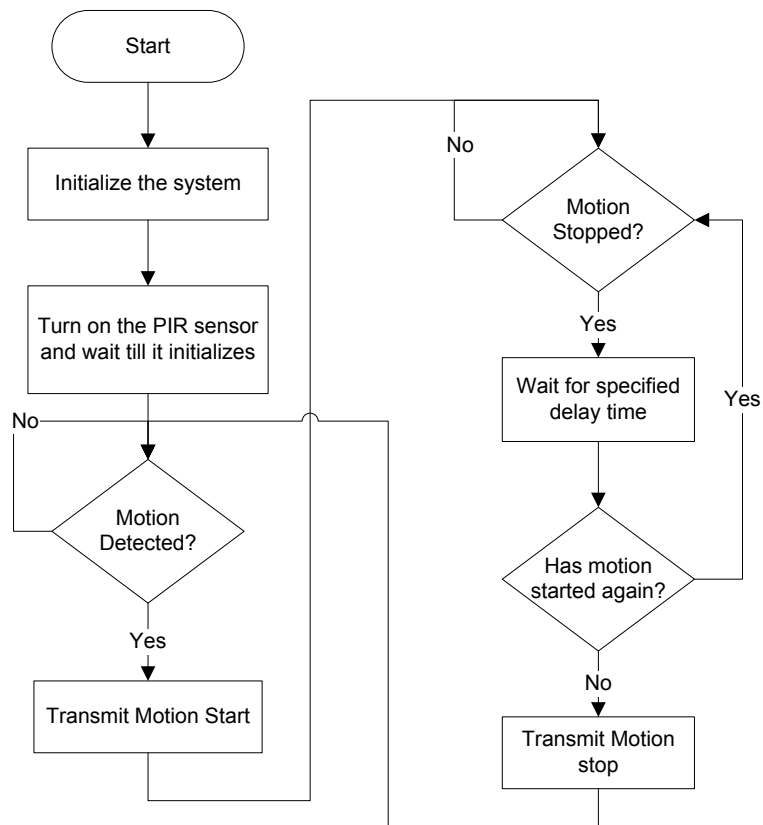 Start
Initialize the system
Turn on the PIR sensor
and wait till it initializes
No
Motion
Detected?
Yes
Transmit Motion Start
No
Motion
Stopped?
Yes
Wait for specified
delay time
Yes
Has motion
started again?
No
Transmit Motion
stop